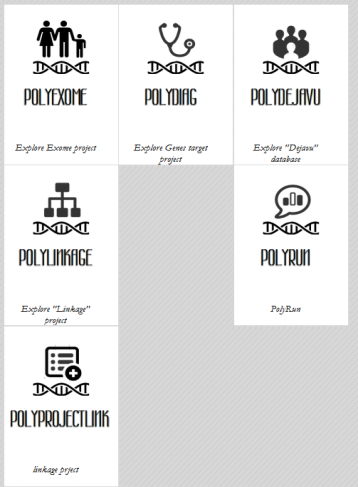 POLYEXOME
Explore Exome project
POLYDIAG
Explore Genes target
project
POLYDEJAVU
Explore "Dejavu"
database
POLYLINKAGE
Explore "Linkage"
project
POLYRUN
PolyRun
POLYPROJECTLINK
linkage prject